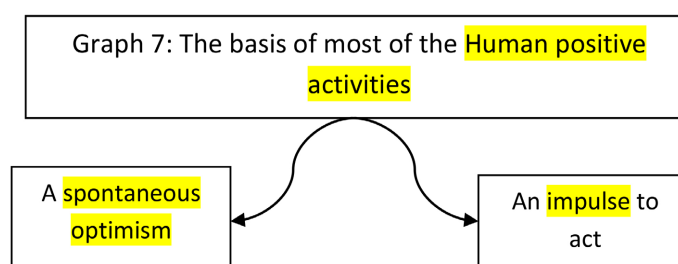 Graph 7: The basis of most of the Human positive
activities
A spontaneous
optimism
An impulse to
act